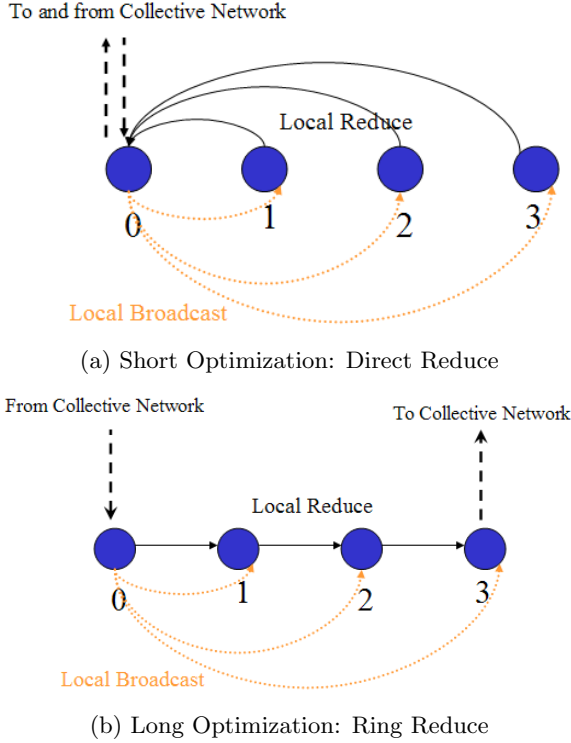 To and from Collective Network
Local Reduce
0
1
2
3
Local Broadcast
(a) Short Optimization: Direct Reduce
From Collective Network
To Collective Network
Local Reduce
0
1
2
3
Local Broadcast
(b) Long Optimization: Ring Reduce